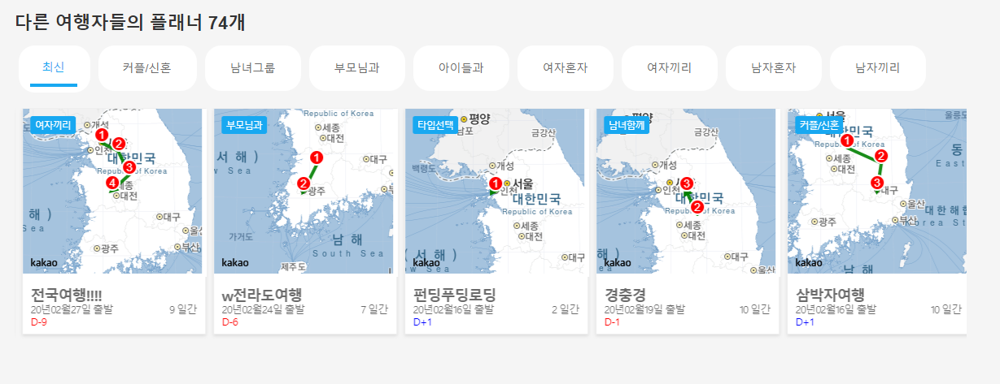 다른 여행자들의 플래너 74개
최신
커플/신혼
남녀그룹
부모님과
아이들과
여자혼자
여자끼리
남자혼자
남자끼리
여자끼리
개성
1
2
인천
대한민국
Republic of Korea
3
4
세종
대전
해 )
Sea
대구
울산
광주
부산
kakao
전국여행!!!!
20년02월27일 출발
9 일간
D-9
Republic of Korea
부모님과
세종
대전
서 해 )
w Sea
1
대구
2
광주
가거도
남 해
South Sea
제주도
kakao
w전라도여행
20년02월24일 출발
7 일간
D-6
평양
타입선택
남포
금강산
백령도
개성
1
서울
인천
대한민국
Republic of Korea
세종
대전
( 서 해 )
ow Sea
대구
kakao
펀딩푸딩로딩
20년02월16일 출발
2 일간
D+1
평양
남녀함께
금강산
개성
3
인천
대한민국
2
Republic of Korea
세종
대전
서 해 )
대구
울산
kakao
경충경
20년02월19일 출발
10 일간
D-1
서울
울릉도
커플/신혼
대한민국
Republic of Korea
1
동
2
East
세종
대전
3
대구
울산
대한해협
Korea St
광주
부산
kakao
남 해
삼박자여행
20년02월16일 출발
10 일간
D+1